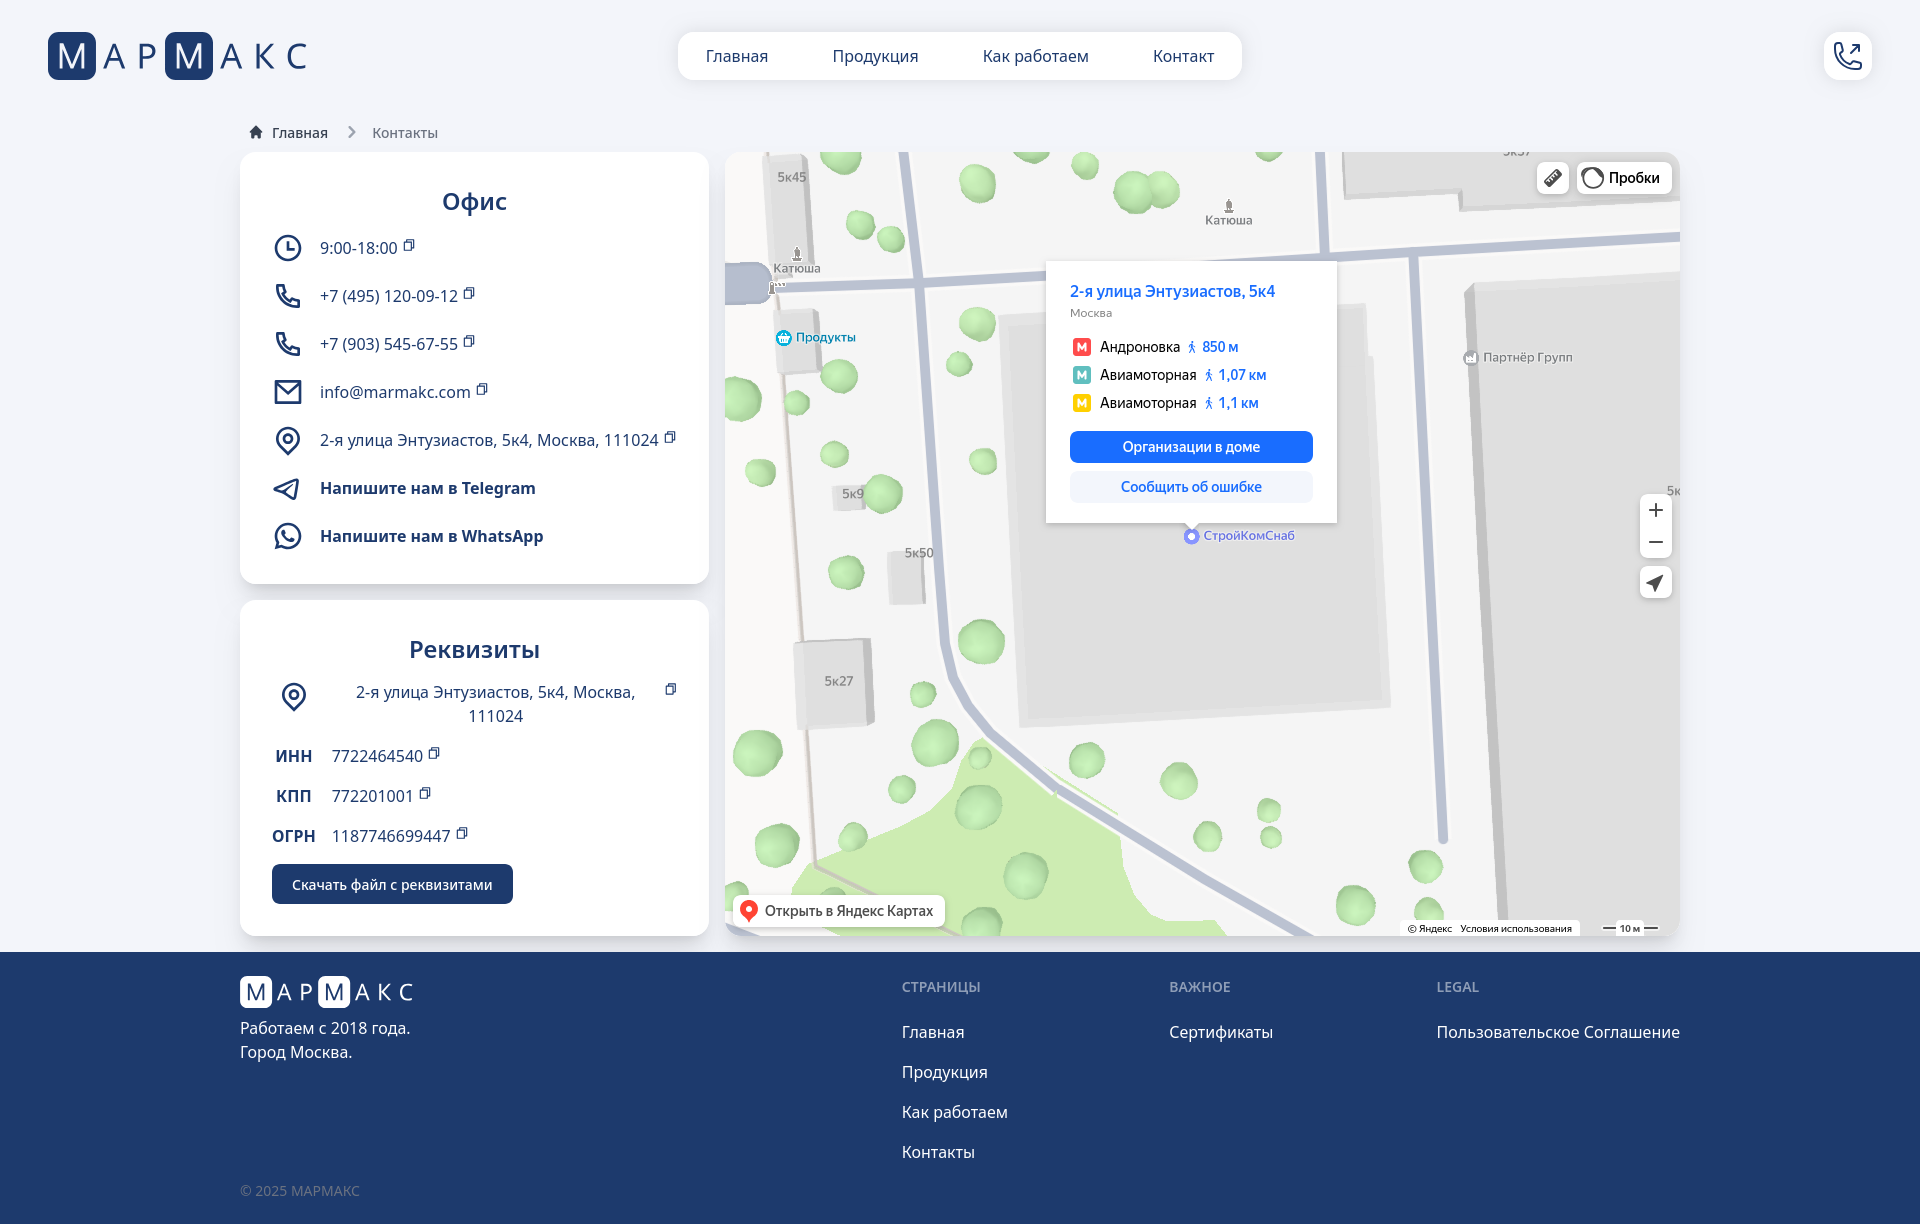 МАРМАКС
Главная
Продукция
Как работаем
Контакт
Главная
Контакты
Офис
9:00-18:00
+7 (495) 120-09-12
+7 (903) 545-67-55
info@marmakc.com
2-я улица Энтузиастов, 5к4, Москва, 111024
Напишите нам в Telegram
Напишите нам в WhatsApp
Реквизиты
2-я улица Энтузиастов, 5к4, Москва,
111024
ИНН 7722464540
КПП 772201001
ОГРН 1187746699447
Скачать файл с реквизитами
5к45
Катюша
Катюша
Продукты
5к9
5к50
5к27
Пробки
2-я улица Энтузиастов, 5к4
Москва
Андроновка 850 м
Авиамоторная 1,07 км
Авиамоторная 1,1 км
Организации в доме
Сообщить об ошибке
СтройКомСнаб
Партнёр Групп
Открыть в Яндекс Картах
© Яндекс Условия использования
10 м
МАРМАКС
Работаем с 2018 года.
Город Москва.
СТРАНИЦЫ
Главная
Продукция
Как работаем
Контакты
ВАЖНОЕ
Сертификаты
LEGAL
Пользовательское Соглашение
© 2025 МАРМАКС